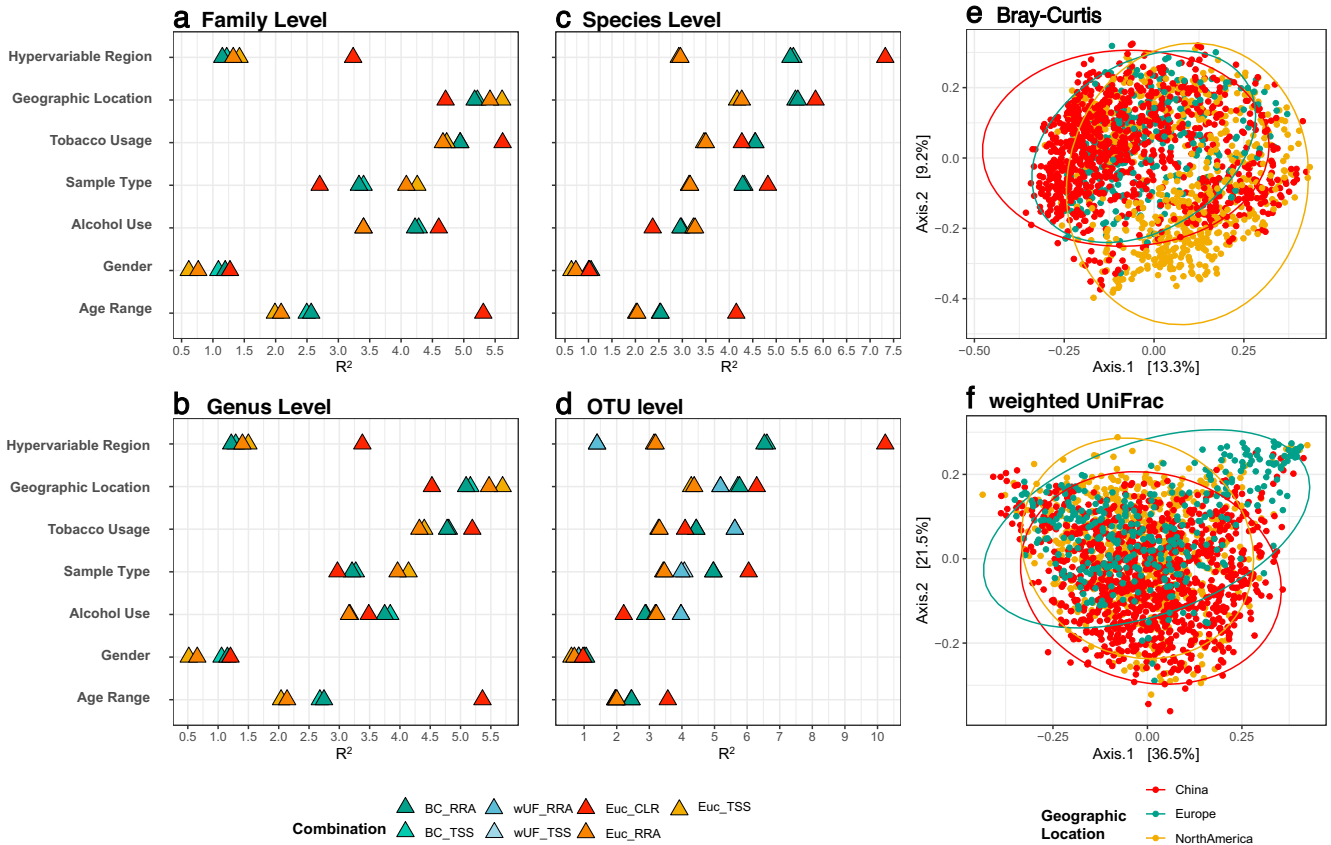 a Family Level
Hypervariable Region
Geographic Location
Tobacco Usage
Sample Type
Alcohol Use
Gender
Age Range
0.5 1.0 1.5 2.0 2.5 3.0 3.5 4.0 4.5 5.0 5.5
R²
c Species Level
0.5 1.0 1.5 2.0 2.5 3.0 3.5 4.0 4.5 5.0 5.5 6.0 6.5 7.0 7.5
R²
e Bray-Curtis
0.2
0.0
−0.2
−0.4
Axis.2 [9.2%]
−0.50 −0.25 0.00 0.25
Axis.1 [13.3%]
b Genus Level
Hypervariable Region
Geographic Location
Tobacco Usage
Sample Type
Alcohol Use
Gender
Age Range
0.5 1.0 1.5 2.0 2.5 3.0 3.5 4.0 4.5 5.0 5.5
R²
d OTU level
1 2 3 4 5 6 7 8 9 10
R²
f weighted UniFrac
0.2
0.0
−0.2
Axis.2 [21.5%]
−0.25 0.00 0.25
Axis.1 [36.5%]
Combination
BC_RRA wUF_RRA Euc_CLR Euc_TSS
BC_TSS wUF_TSS Euc_RRA
Geographic
Location
China
Europe
NorthAmerica